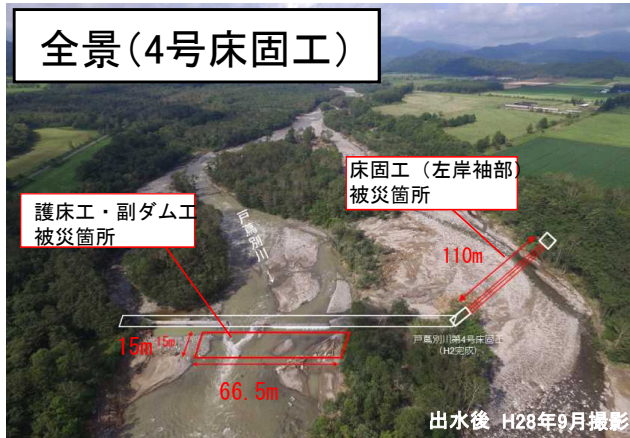 全景(4号床固工)
床固工（左岸袖部)
被災箇所
護床工・副ダム工
被災箇所
戸蔦別川
110m
戸蔦別川第4号床固工
(H2完成)
15m
15m
66.5m
出水後 H28年9月撮影